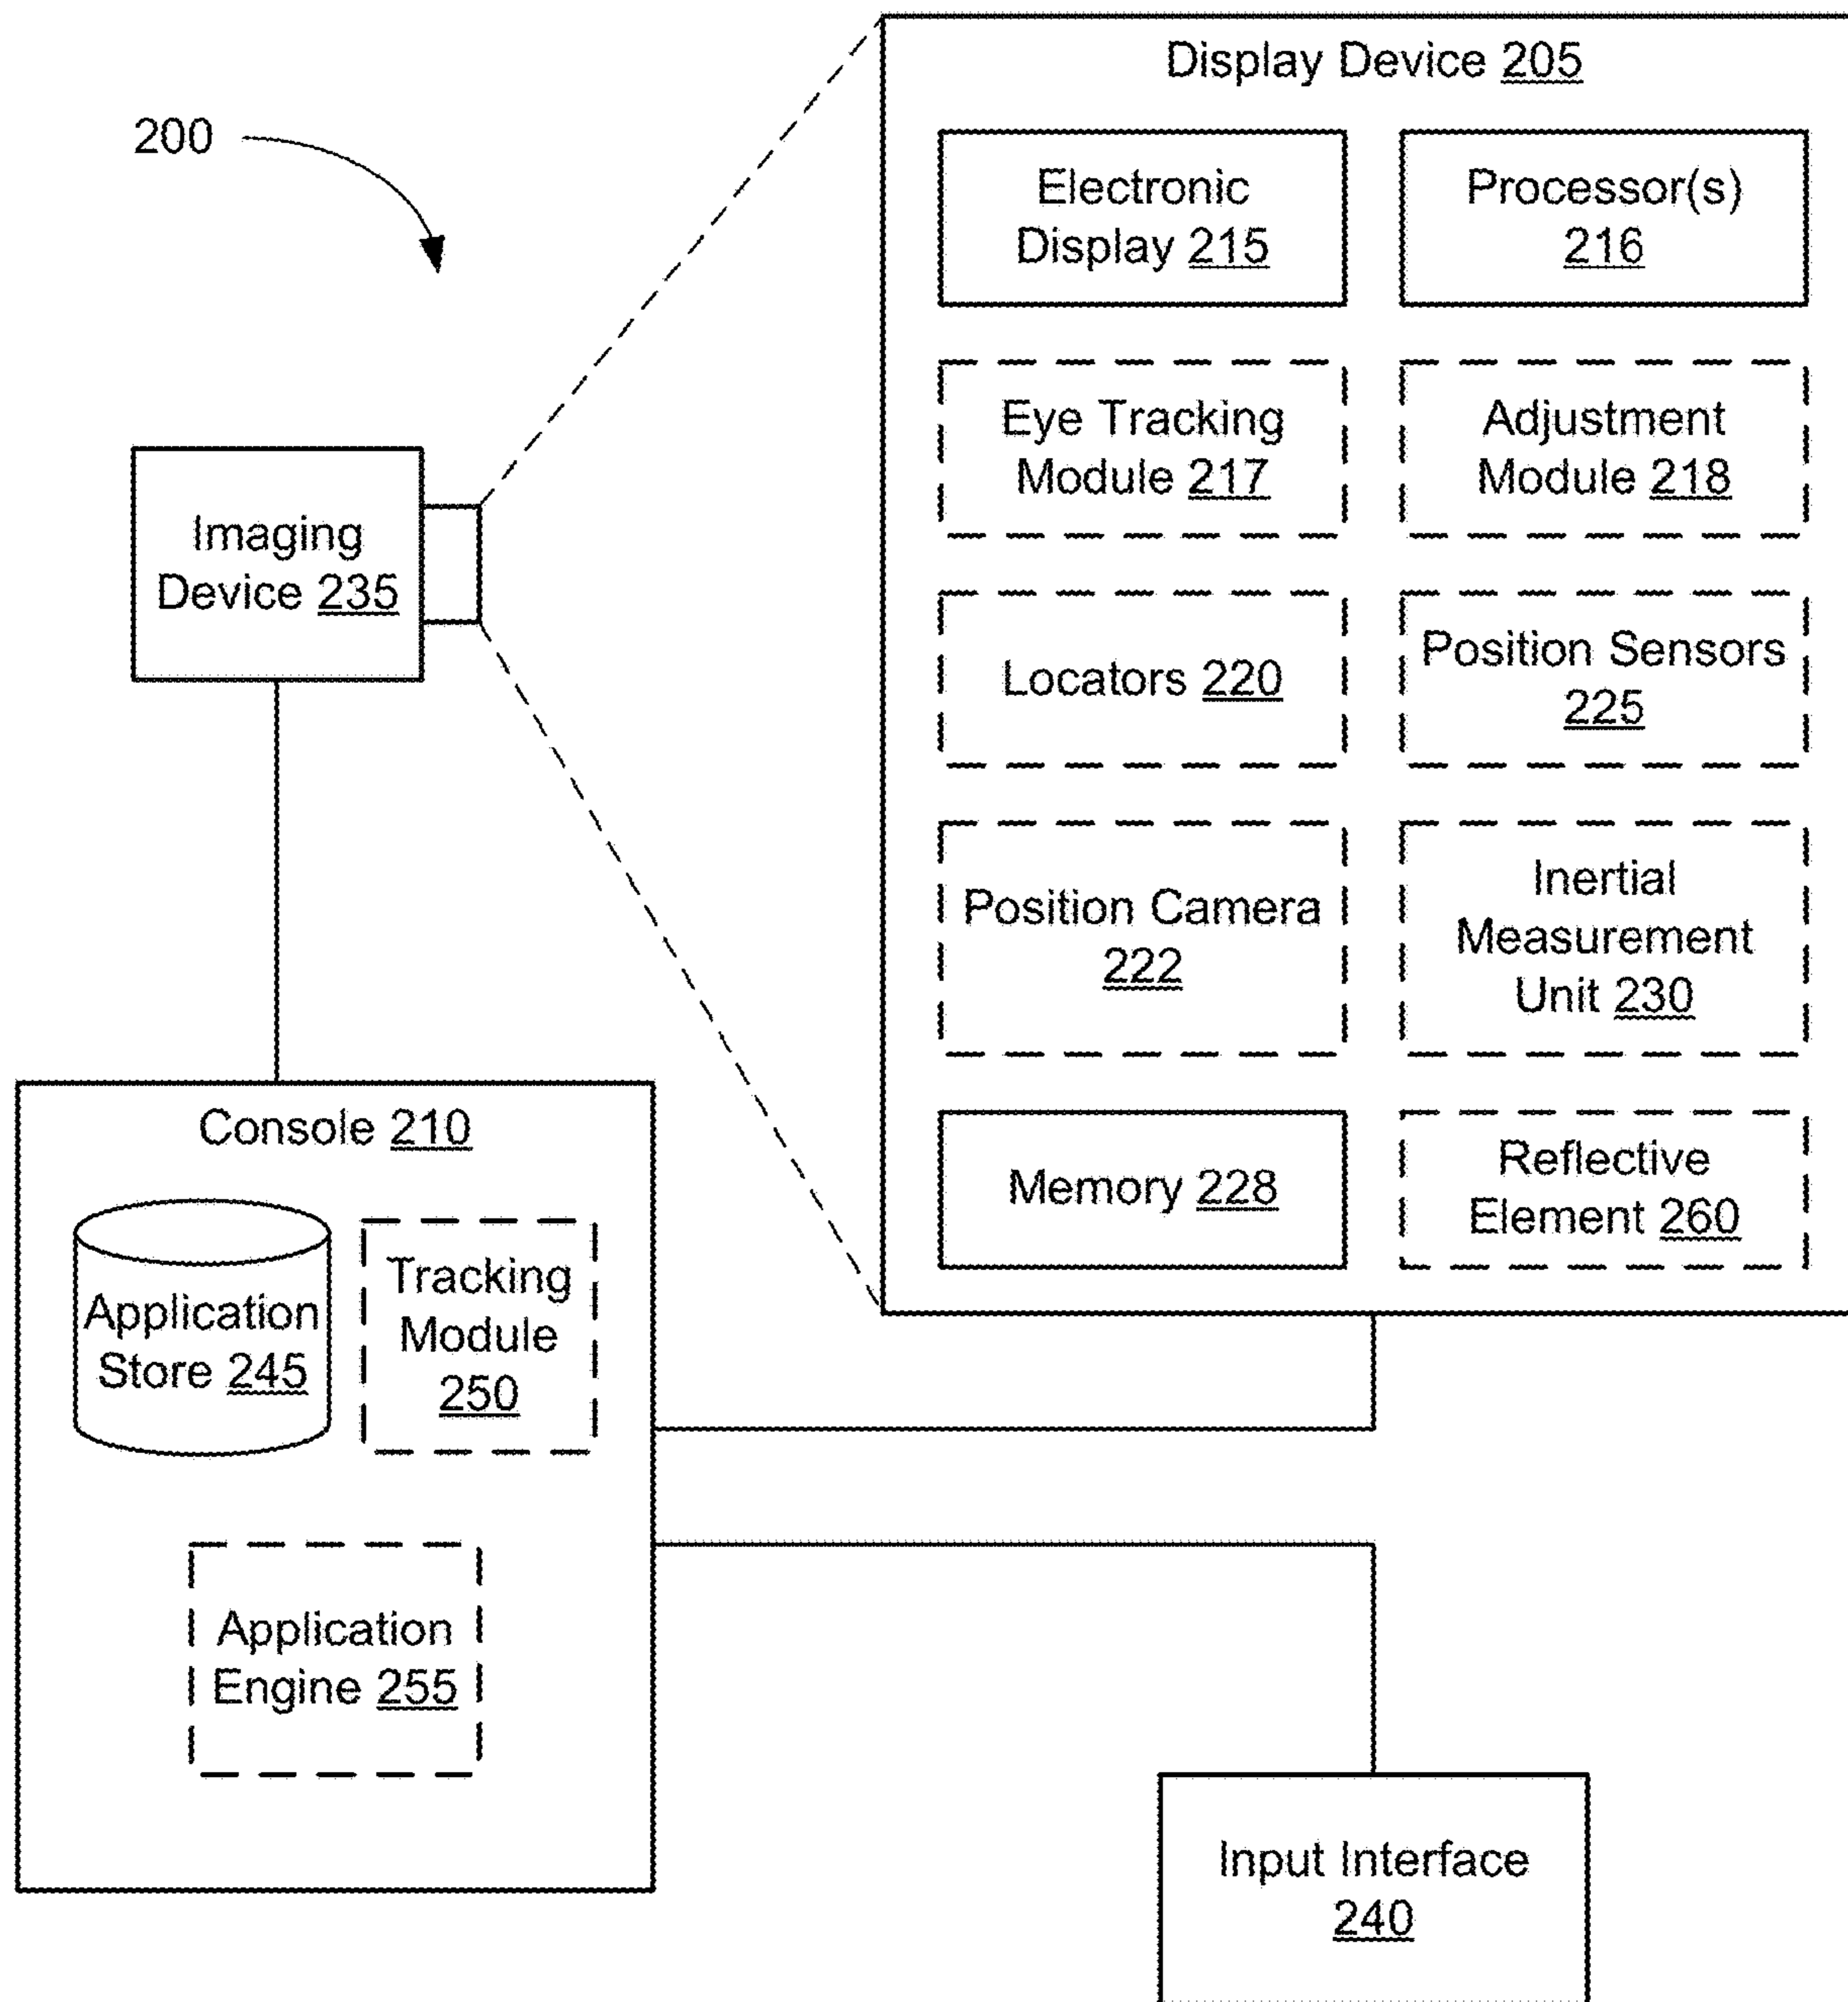 Display Device 205
200
Electronic
Display 215
Processor(s)
216
Eye Tracking
Module 217
Adjustment
Module 218
Imaging
Device 235
Locators 220
Position Sensors
225
Position Camera
222
Inertial
Measurement
Unit 230
Memory 228
Reflective
Element 260
Console 210
Application
Store 245
Tracking
Module
250
Application
Engine 255
Input Interface
240